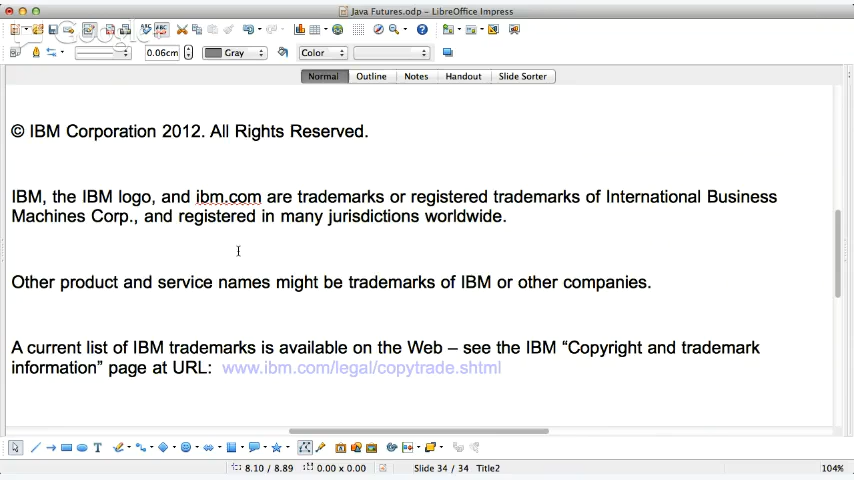 Java Futures.odp - LibreOffice Impress
0.06cm
Gray
Color
Normal
Outline
Notes
Handout
Slide Sorter
© IBM Corporation 2012. All Rights Reserved.
IBM, the IBM logo, and ibm.com are trademarks or registered trademarks of International Business
Machines Corp., and registered in many jurisdictions worldwide.
Other product and service names might be trademarks of IBM or other companies.
A current list of IBM trademarks is available on the Web – see the IBM “Copyright and trademark
information” page at URL: www.ibm.com/legal/copytrade.shtml
8.10 / 8.89
0.00 x 0.00
Slide 34 / 34
Title2
104%